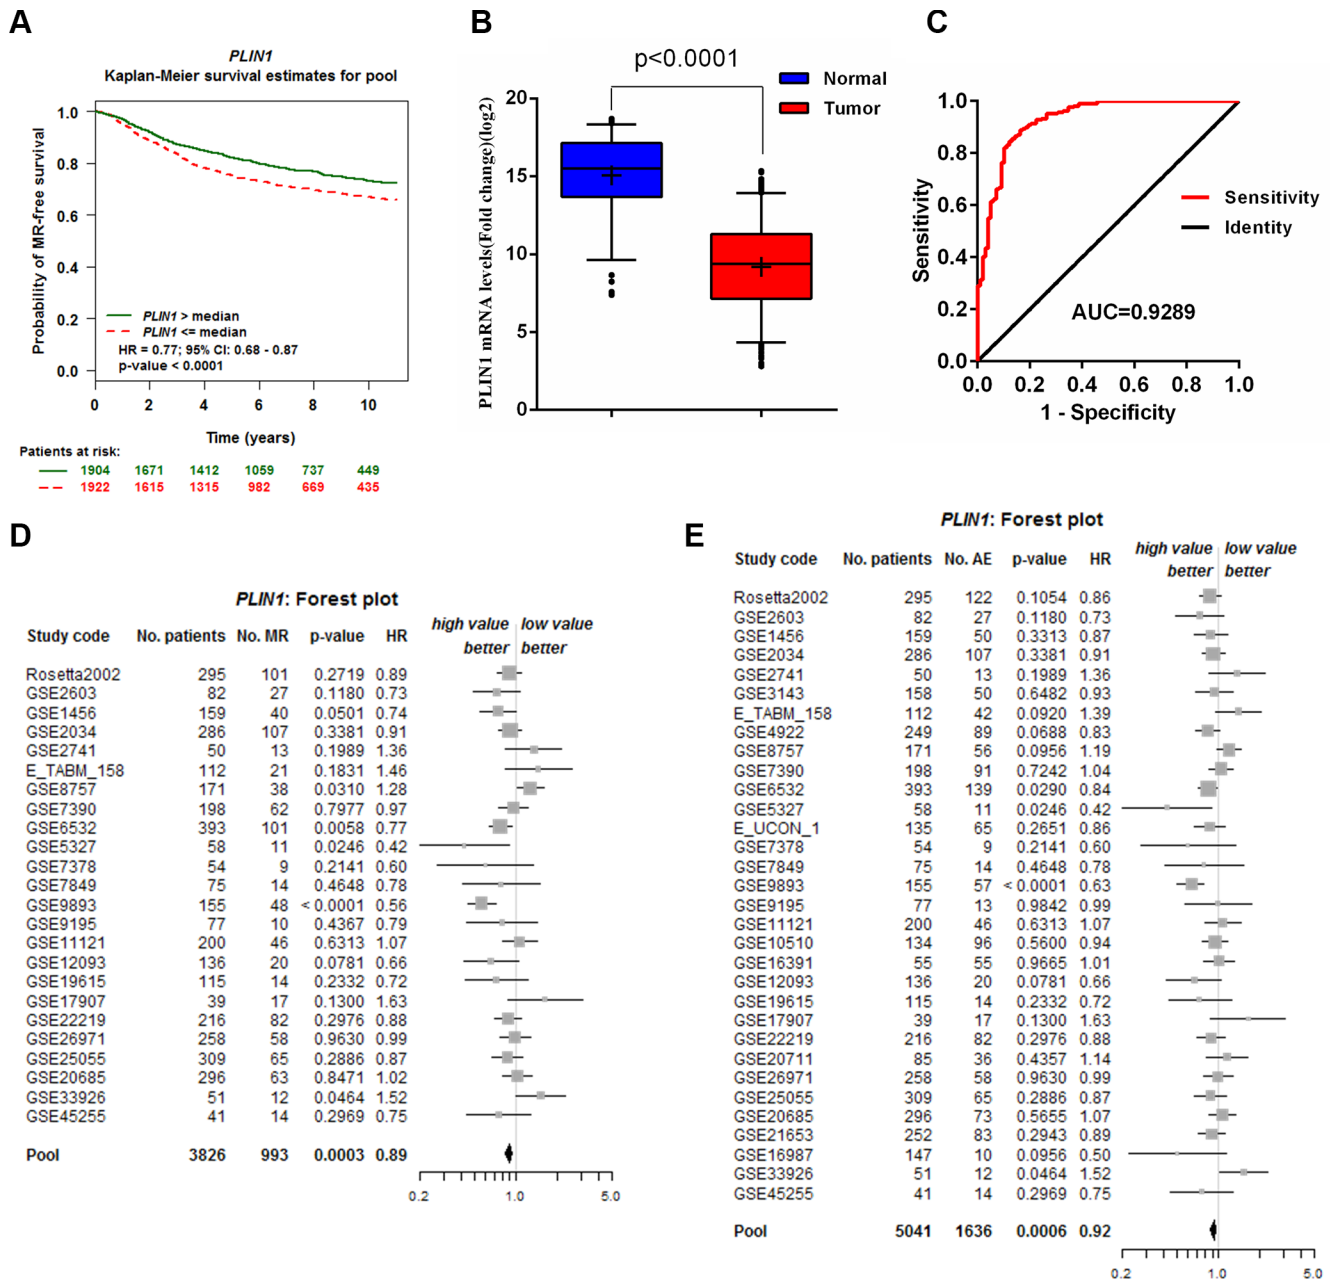 A
PLIN1
Kaplan-Meier survival estimates for pool
Probability of MR-free survival
1.0
0.8
0.6
0.4
0.2
0.0
PLIN1 > median
PLIN1 <= median
HR = 0.77; 95% CI: 0.68 - 0.87
p-value < 0.0001
0 2 4 6 8 10
Time (years)
Patients at risk:
1904 1671 1412 1059 737 449
1922 1615 1315 982 669 435
B
p<0.0001
Normal
Tumor
PLIN1 mRNA levels(Fold change)(log2)
20
15
10
5
0
C
Sensitivity
1.0
0.8
0.6
0.4
0.2
0.0
Sensitivity
Identity
AUC=0.9289
0.0 0.2 0.4 0.6 0.8 1.0
1 - Specificity
D
PLIN1: Forest plot
high value better low value better
Study code No. patients No. MR p-value HR
Rosetta2002 295 101 0.2719 0.89
GSE2603 82 27 0.1180 0.73
GSE1456 159 40 0.0501 0.74
GSE2034 286 107 0.3381 0.91
GSE2741 50 13 0.1989 1.36
E_TABM_158 112 21 0.1831 1.46
GSE8757 171 38 0.0310 1.28
GSE7390 198 62 0.7977 0.97
GSE6532 393 101 0.0058 0.77
GSE5327 58 11 0.0246 0.42
GSE7378 54 9 0.2141 0.60
GSE7849 75 14 0.4648 0.78
GSE9893 155 48 < 0.0001 0.56
GSE9195 77 10 0.4367 0.79
GSE11121 200 46 0.6313 1.07
GSE12093 136 20 0.0781 0.66
GSE19615 115 14 0.2332 0.72
GSE17907 39 17 0.1300 1.63
GSE22219 216 82 0.2976 0.88
GSE26971 258 58 0.9630 0.99
GSE25055 309 65 0.2886 0.87
GSE20685 296 63 0.8471 1.02
GSE33926 51 12 0.0464 1.52
GSE45255 41 14 0.2969 0.75
Pool 3826 993 0.0003 0.89
0.2 1.0 5.0
E
PLIN1: Forest plot
high value better low value better
Study code No. patients No. AE p-value HR
Rosetta2002 295 122 0.1054 0.86
GSE2603 82 27 0.1180 0.73
GSE1456 159 50 0.3313 0.87
GSE2034 286 107 0.3381 0.91
GSE2741 50 13 0.1989 1.36
GSE3143 158 50 0.6482 0.93
E_TABM_158 112 42 0.0920 1.39
GSE4922 249 89 0.0688 0.83
GSE8757 171 56 0.0956 1.19
GSE7390 198 91 0.7242 1.04
GSE6532 393 139 0.0290 0.84
GSE5327 58 11 0.0246 0.42
E_UCON_1 135 65 0.2651 0.86
GSE7378 54 9 0.2141 0.60
GSE7849 75 14 0.4648 0.78
GSE9893 155 57 < 0.0001 0.63
GSE9195 77 13 0.9842 0.99
GSE11121 200 46 0.6313 1.07
GSE10510 134 96 0.5600 0.94
GSE16391 55 55 0.9665 1.01
GSE12093 136 20 0.0781 0.66
GSE19615 115 14 0.2332 0.72
GSE17907 39 17 0.1300 1.63
GSE22219 216 82 0.2976 0.88
GSE20711 85 36 0.4357 1.14
GSE26971 258 58 0.9630 0.99
GSE25055 309 65 0.2886 0.87
GSE20685 296 73 0.5655 1.07
GSE21653 252 83 0.2943 0.89
GSE16987 147 10 0.0956 0.50
GSE33926 51 12 0.0464 1.52
GSE45255 41 14 0.2969 0.75
Pool 5041 1636 0.0006 0.92
0.2 1.0 5.0